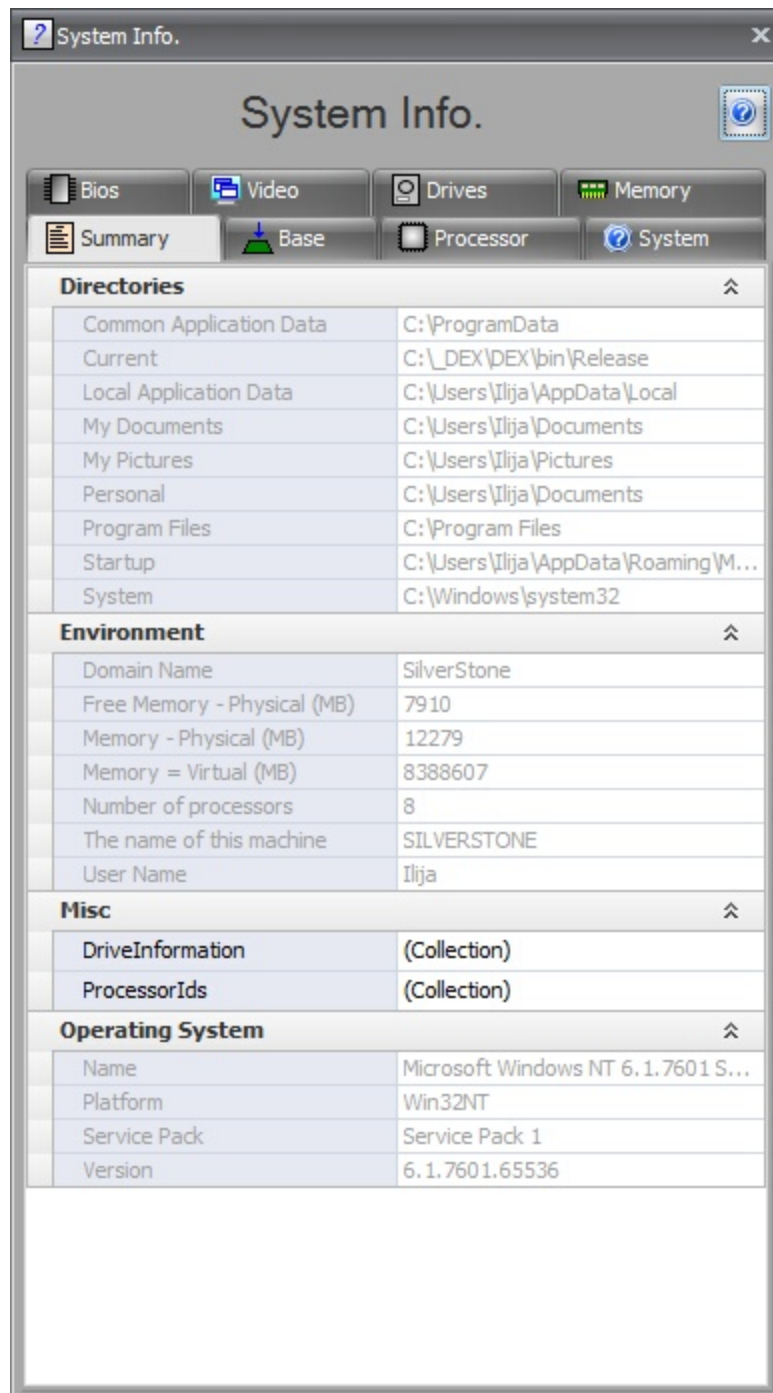 System Info.
System Info.
Bios Video Drives Memory
Summary Base Processor System
Directories
Common Application Data C:\ProgramData
Current C:\_DEX\DEX\bin\Release
Local Application Data C:\Users\Ilija\AppData\Local
My Documents C:\Users\Ilija\Documents
My Pictures C:\Users\Ilija\Pictures
Personal C:\Users\Ilija\Documents
Program Files C:\Program Files
Startup C:\Users\Ilija\AppData\Roaming\M...
System C:\Windows\system32
Environment
Domain Name SilverStone
Free Memory - Physical (MB) 7910
Memory - Physical (MB) 12279
Memory = Virtual (MB) 8388607
Number of processors 8
The name of this machine SILVERSTONE
User Name Ilija
Misc
DriveInformation (Collection)
ProcessorIds (Collection)
Operating System
Name Microsoft Windows NT 6.1.7601 S...
Platform Win32NT
Service Pack Service Pack 1
Version 6.1.7601.65536